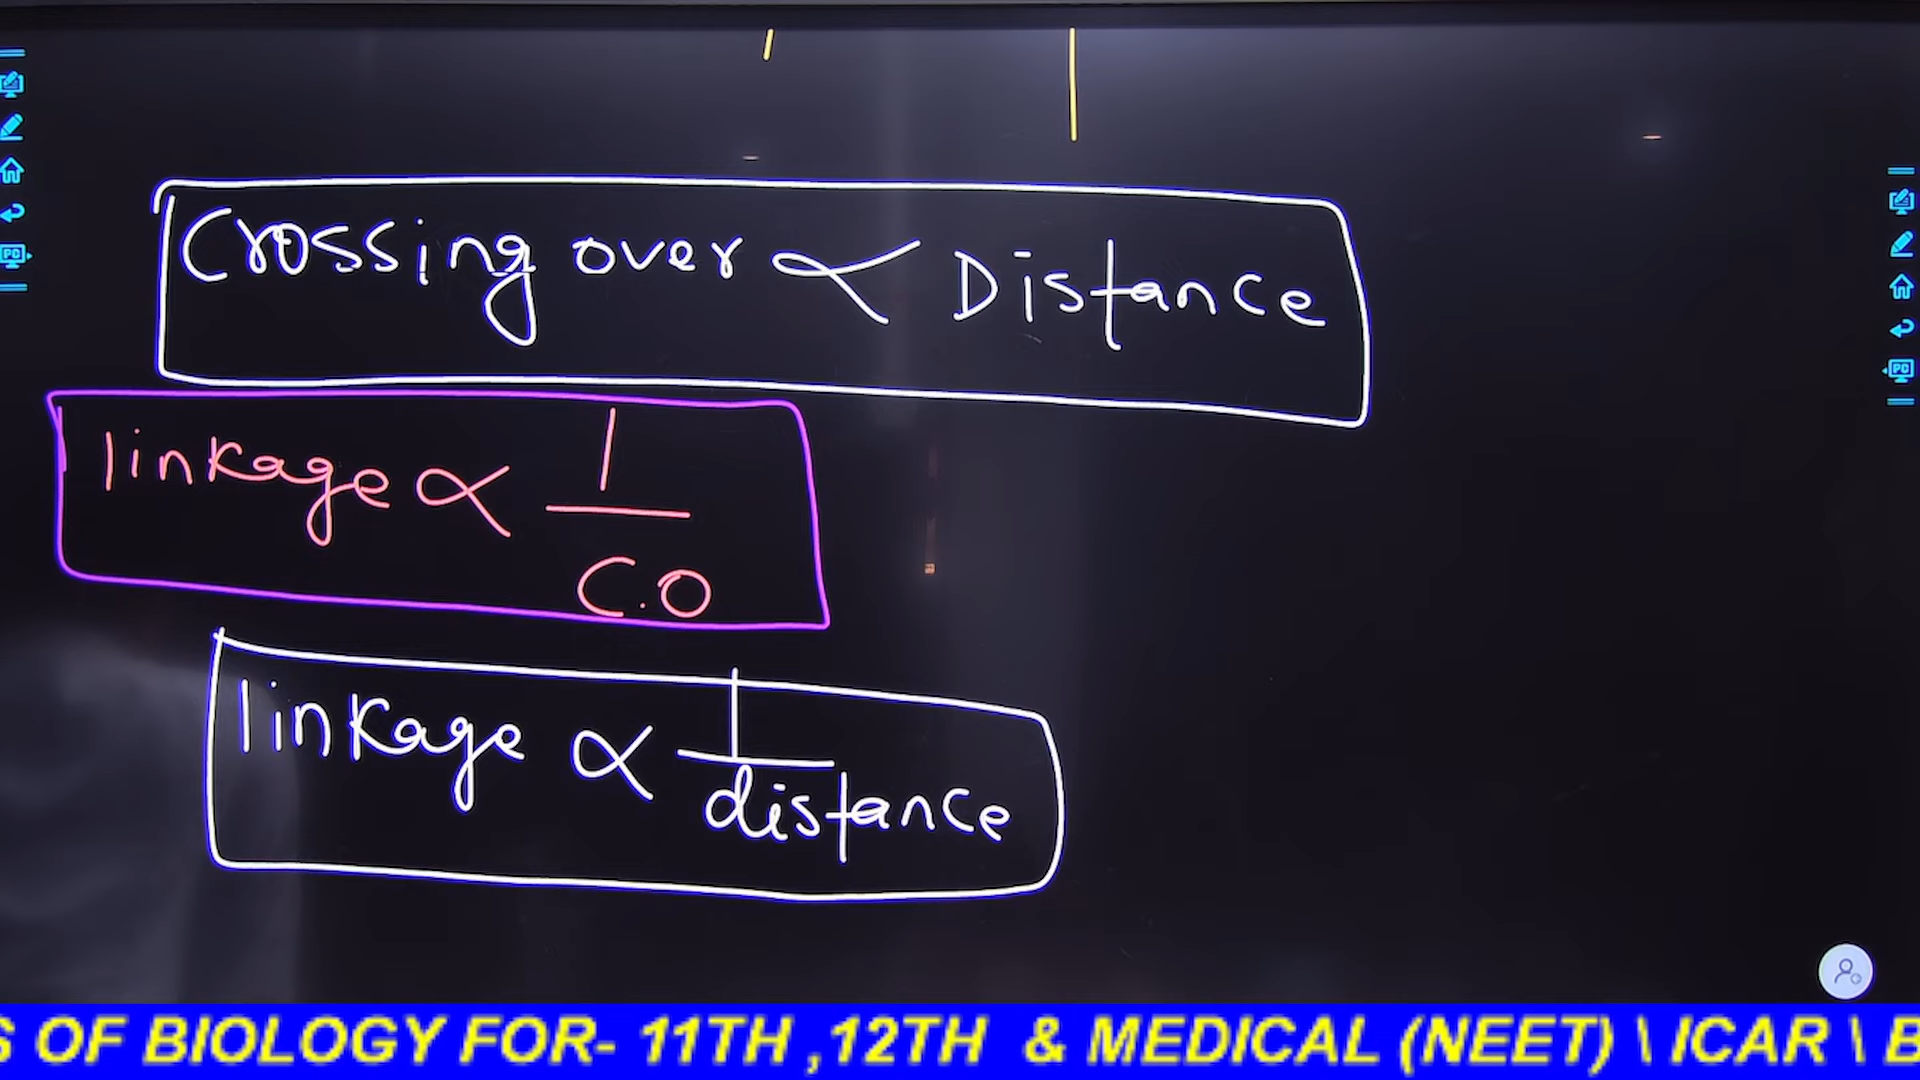 Crossing over ∝ Distance
linkage ∝ 1/C.O
linkage ∝ 1/distance
S OF BIOLOGY FOR- 11TH ,12TH & MEDICAL (NEET) \ ICAR \ B